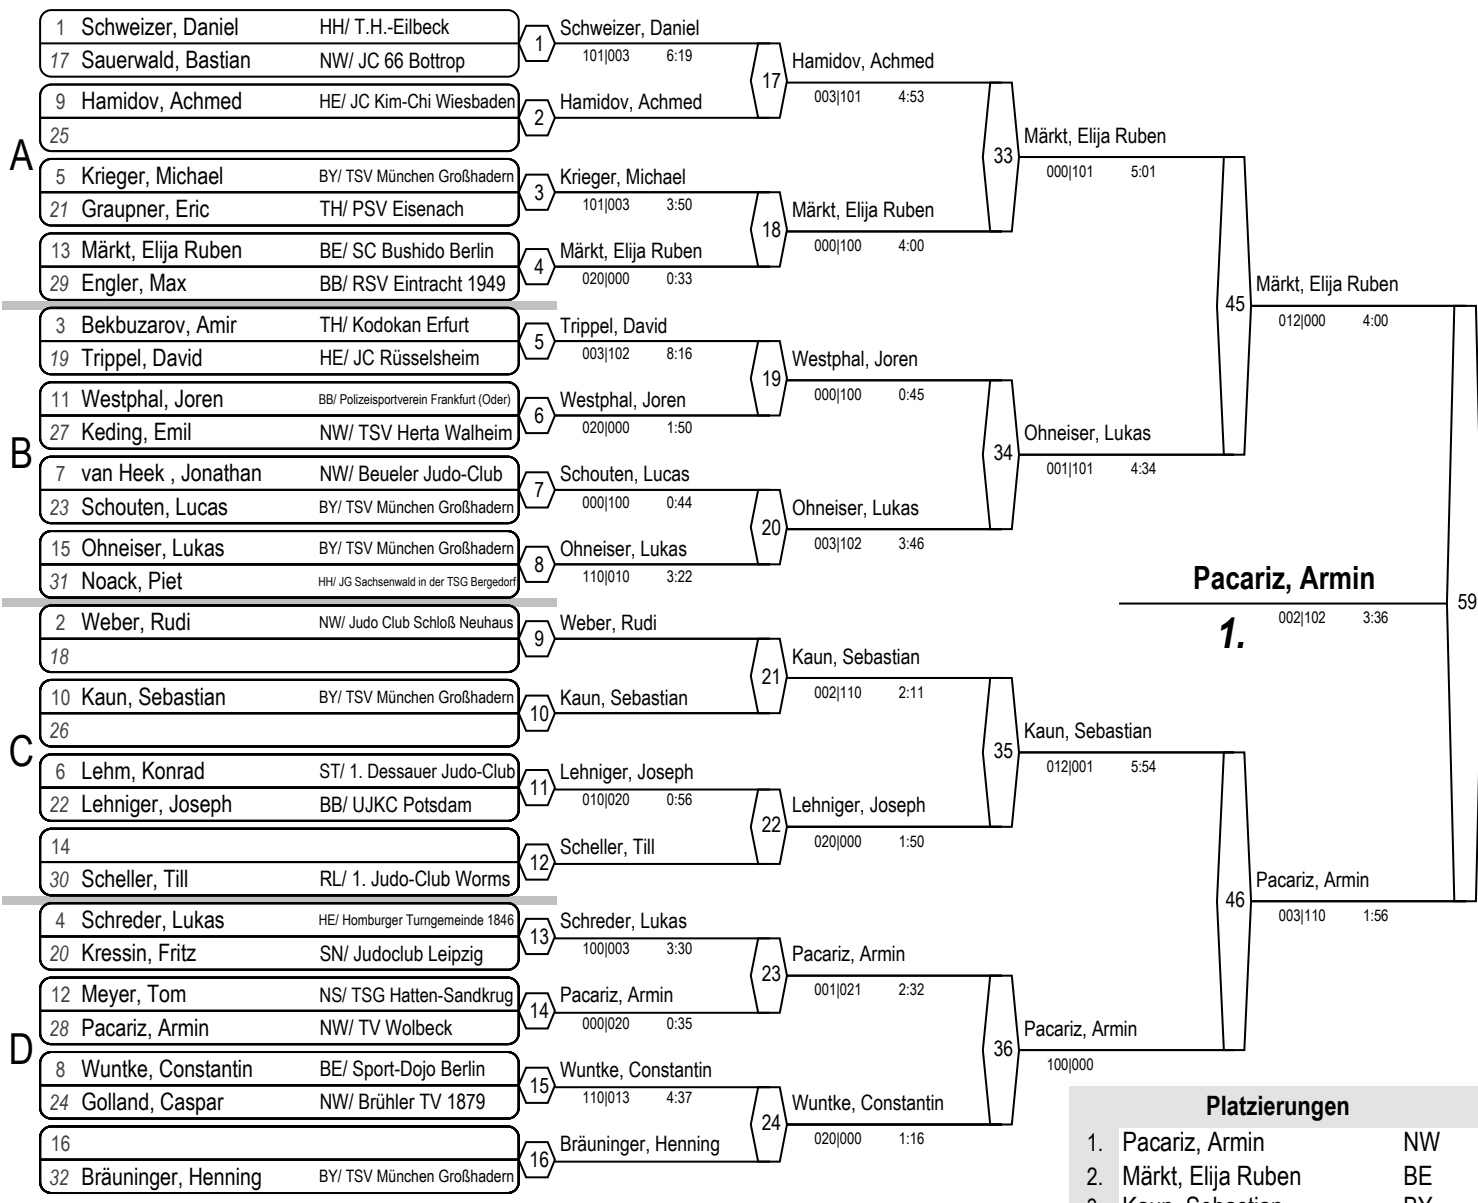 A
1 Schweizer, Daniel HH/ T.H.-Eilbeck
17 Sauerwald, Bastian NW/ JC 66 Bottrop
9 Hamidov, Achmed HE/ JC Kim-Chi Wiesbaden
25
5 Krieger, Michael BY/ TSV München Großhadern
21 Graupner, Eric TH/ PSV Eisenach
13 Märkt, Elija Ruben BE/ SC Bushido Berlin
29 Engler, Max BB/ RSV Eintracht 1949
B
3 Bekbuzarov, Amir TH/ Kodokan Erfurt
19 Trippel, David HE/ JC Rüsselsheim
11 Westphal, Joren BB/ Polizeisportverein Frankfurt (Oder)
27 Keding, Emil NW/ TSV Herta Walheim
7 van Heek , Jonathan NW/ Beueler Judo-Club
23 Schouten, Lucas BY/ TSV München Großhadern
15 Ohneiser, Lukas BY/ TSV München Großhadern
31 Noack, Piet HH/ JG Sachsenwald in der TSG Bergedorf
C
2 Weber, Rudi NW/ Judo Club Schloß Neuhaus
18
10 Kaun, Sebastian BY/ TSV München Großhadern
26
6 Lehm, Konrad ST/ 1. Dessauer Judo-Club
22 Lehniger, Joseph BB/ UJKC Potsdam
14
30 Scheller, Till RL/ 1. Judo-Club Worms
D
4 Schreder, Lukas HE/ Homburger Turngemeinde 1846
20 Kressin, Fritz SN/ Judoclub Leipzig
12 Meyer, Tom NS/ TSG Hatten-Sandkrug
28 Pacariz, Armin NW/ TV Wolbeck
8 Wuntke, Constantin BE/ Sport-Dojo Berlin
24 Golland, Caspar NW/ Brühler TV 1879
16
32 Bräuninger, Henning BY/ TSV München Großhadern
1 Schweizer, Daniel
101|003 6:19
2 Hamidov, Achmed
3 Krieger, Michael
101|003 3:50
4 Märkt, Elija Ruben
020|000 0:33
5 Trippel, David
003|102 8:16
6 Westphal, Joren
020|000 1:50
7 Schouten, Lucas
000|100 0:44
8 Ohneiser, Lukas
110|010 3:22
9 Weber, Rudi
10 Kaun, Sebastian
11 Lehniger, Joseph
010|020 0:56
12 Scheller, Till
13 Schreder, Lukas
100|003 3:30
14 Pacariz, Armin
000|020 0:35
15 Wuntke, Constantin
110|013 4:37
16 Bräuninger, Henning
17 Hamidov, Achmed
003|101 4:53
18 Märkt, Elija Ruben
000|100 4:00
19 Westphal, Joren
000|100 0:45
20 Ohneiser, Lukas
003|102 3:46
21 Kaun, Sebastian
002|110 2:11
22 Lehniger, Joseph
020|000 1:50
23 Pacariz, Armin
001|021 2:32
24 Wuntke, Constantin
020|000 1:16
33 Märkt, Elija Ruben
000|101 5:01
34 Ohneiser, Lukas
001|101 4:34
35 Kaun, Sebastian
012|001 5:54
36 Pacariz, Armin
100|000
45 Märkt, Elija Ruben
012|000 4:00
46 Pacariz, Armin
003|110 1:56
59
Pacariz, Armin
1. 002|102 3:36
Platzierungen
1. Pacariz, Armin NW
2. Märkt, Elija Ruben BE
3. Kaun, Sebastian BY